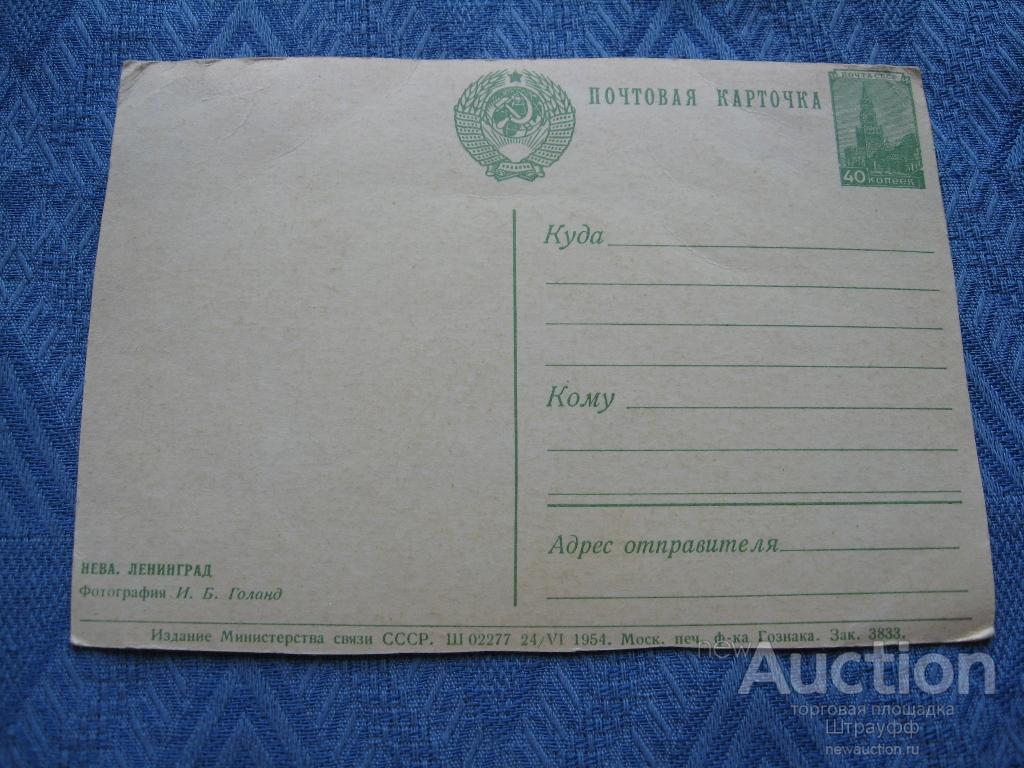 ПОЧТОВАЯ КАРТОЧКА
ПОЧТА СССР
40 КОПЕЕК
Куда
Кому
Адрес отправителя
НЕВА. ЛЕНИНГРАД
Фотография И. Б. Голанд
Издание Министерства связи СССР. Ш 02277 24/VI 1954. Моск. печ. ф-ка Гознака. Зак. 3833.
newAuction
торговая площадка
Штрауфф
newauction.ru